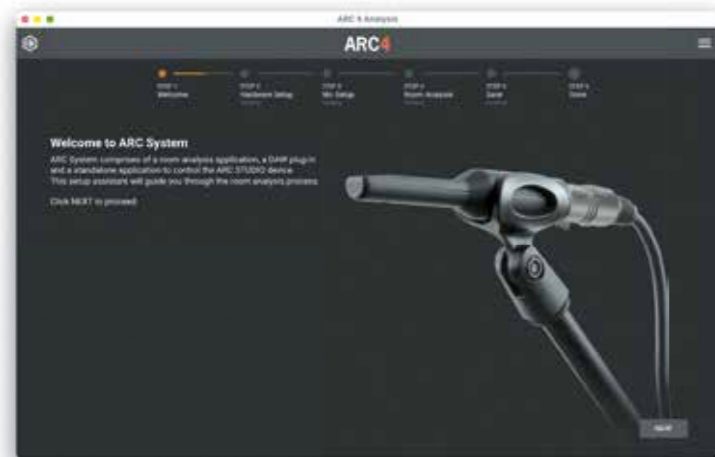 ARC 4 Analysis
ARC4
STEP 1 STEP 2 STEP 3 STEP 4 STEP 5 STEP 6
Welcome Hardware Setup Mic Setup Room Analysis Save Done
Welcome to ARC System
ARC System comprises of a room analysis application, a DAW plug-in
and a standalone application to control the ARC STUDIO device.
This setup assistant will guide you through the room analysis process.
Click NEXT to proceed.
NEXT